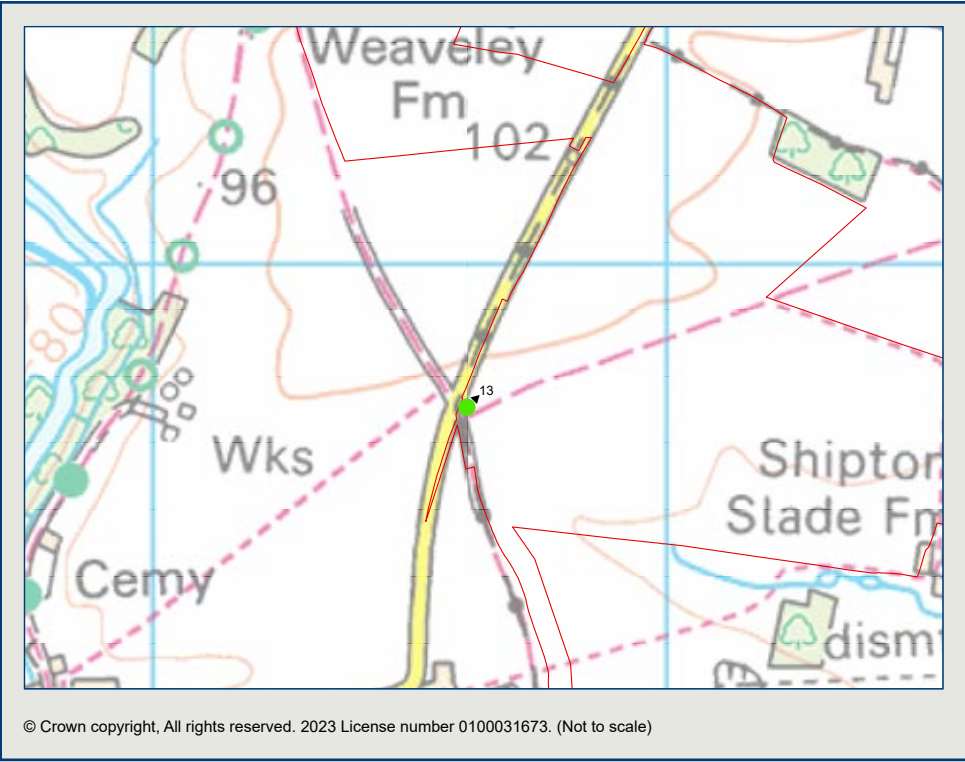 Weaveley
Fm
102
96
80
13
Wks
Shipton
Slade Fm
Cemy
dism
© Crown copyright, All rights reserved. 2023 License number 0100031673. (Not to scale)